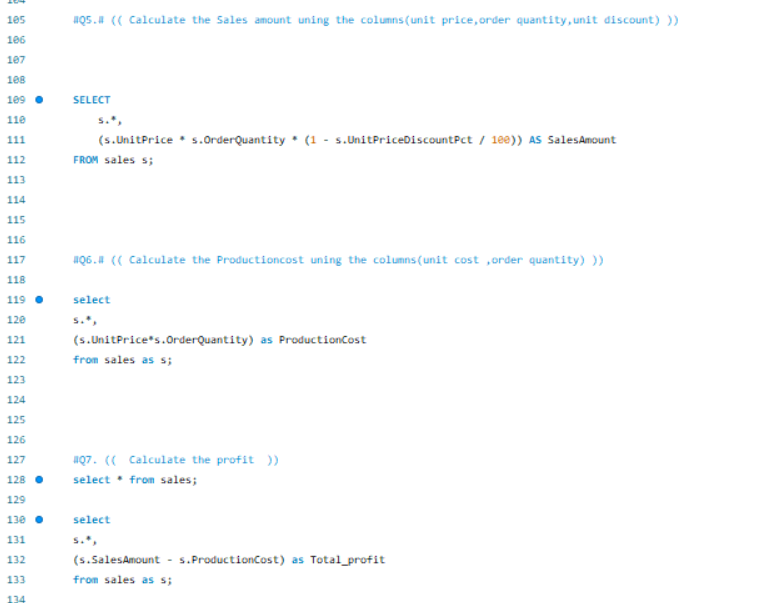 104
105 #Q5.# (( Calculate the Sales amount uning the columns(unit price,order quantity,unit discount) ))
106
107
108
109 SELECT
110 s.*,
111 (s.UnitPrice * s.OrderQuantity * (1 - s.UnitPriceDiscountPct / 100)) AS SalesAmount
112 FROM sales s;
113
114
115
116
117 #Q6.# (( Calculate the Productioncost uning the columns(unit cost ,order quantity) ))
118
119 select
120 s.*,
121 (s.UnitPrice*s.OrderQuantity) as ProductionCost
122 from sales as s;
123
124
125
126
127 #Q7. (( Calculate the profit ))
128 select * from sales;
129
130 select
131 s.*,
132 (s.SalesAmount - s.ProductionCost) as Total_profit
133 from sales as s;
134